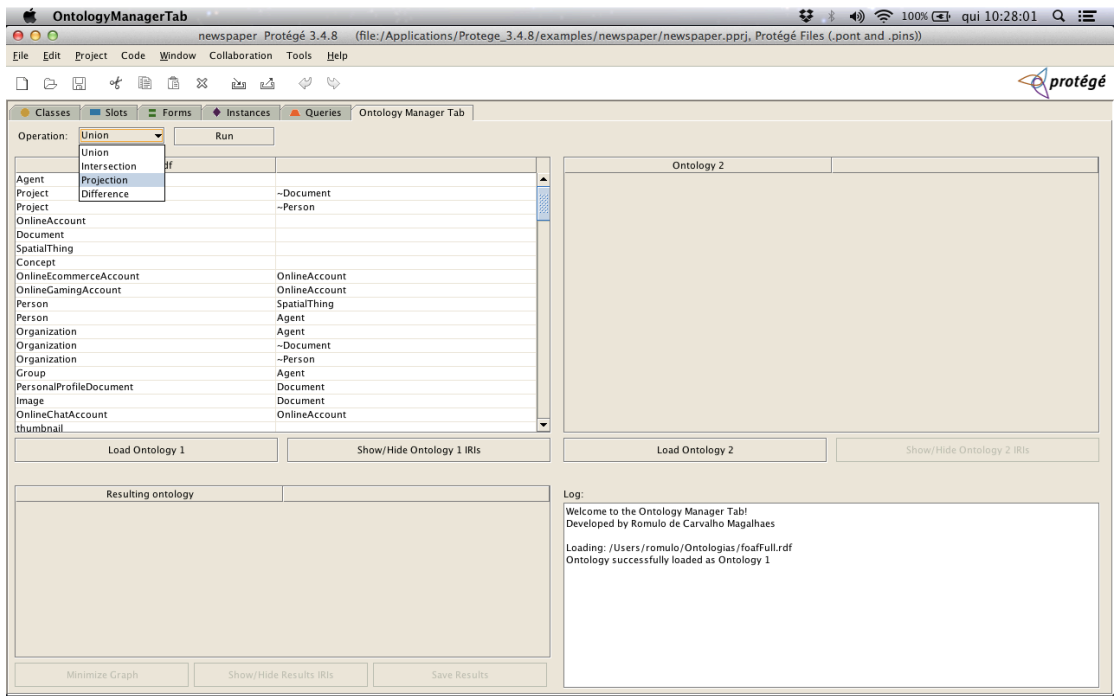 OntologyManagerTab 100% qui 10:28:01
newspaper Protégé 3.4.8 (file:/Applications/Protege_3.4.8/examples/newspaper/newspaper.pprj, Protégé Files (.pont and .pins))
File Edit Project Code Window Collaboration Tools Help
protégé
Classes Slots Forms Instances Queries Ontology Manager Tab
Operation: Union Run
Union
Intersection
Projection
Difference
df
Agent
Project ~Document
Project ~Person
OnlineAccount
Document
SpatialThing
Concept
OnlineEcommerceAccount OnlineAccount
OnlineGamingAccount OnlineAccount
Person SpatialThing
Person Agent
Organization Agent
Organization ~Document
Organization ~Person
Group Agent
PersonalProfileDocument Document
Image Document
OnlineChatAccount OnlineAccount
thumbnail
Load Ontology 1 Show/Hide Ontology 1 IRIs
Ontology 2
Load Ontology 2 Show/Hide Ontology 2 IRIs
Resulting ontology
Minimize Graph Show/Hide Results IRIs Save Results
Log:
Welcome to the Ontology Manager Tab!
Developed by Romulo de Carvalho Magalhaes
Loading: /Users/romulo/Ontologias/foafFull.rdf
Ontology successfully loaded as Ontology 1